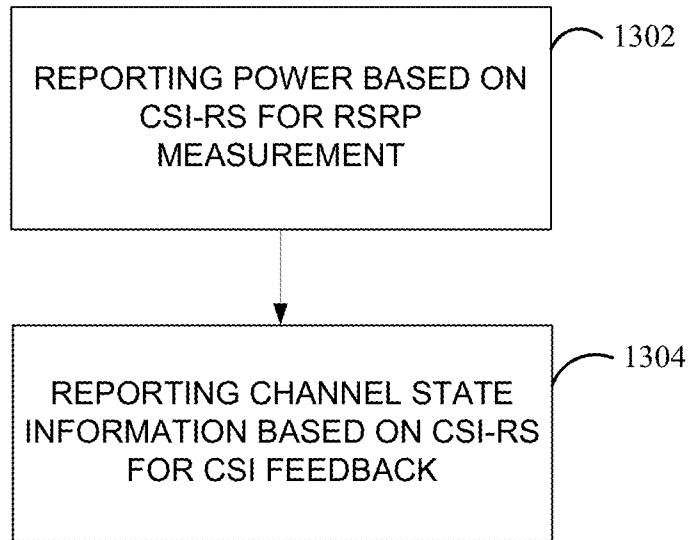 REPORTING POWER BASED ON
CSI-RS FOR RSRP
MEASUREMENT
1302
REPORTING CHANNEL STATE
INFORMATION BASED ON CSI-RS
FOR CSI FEEDBACK
1304